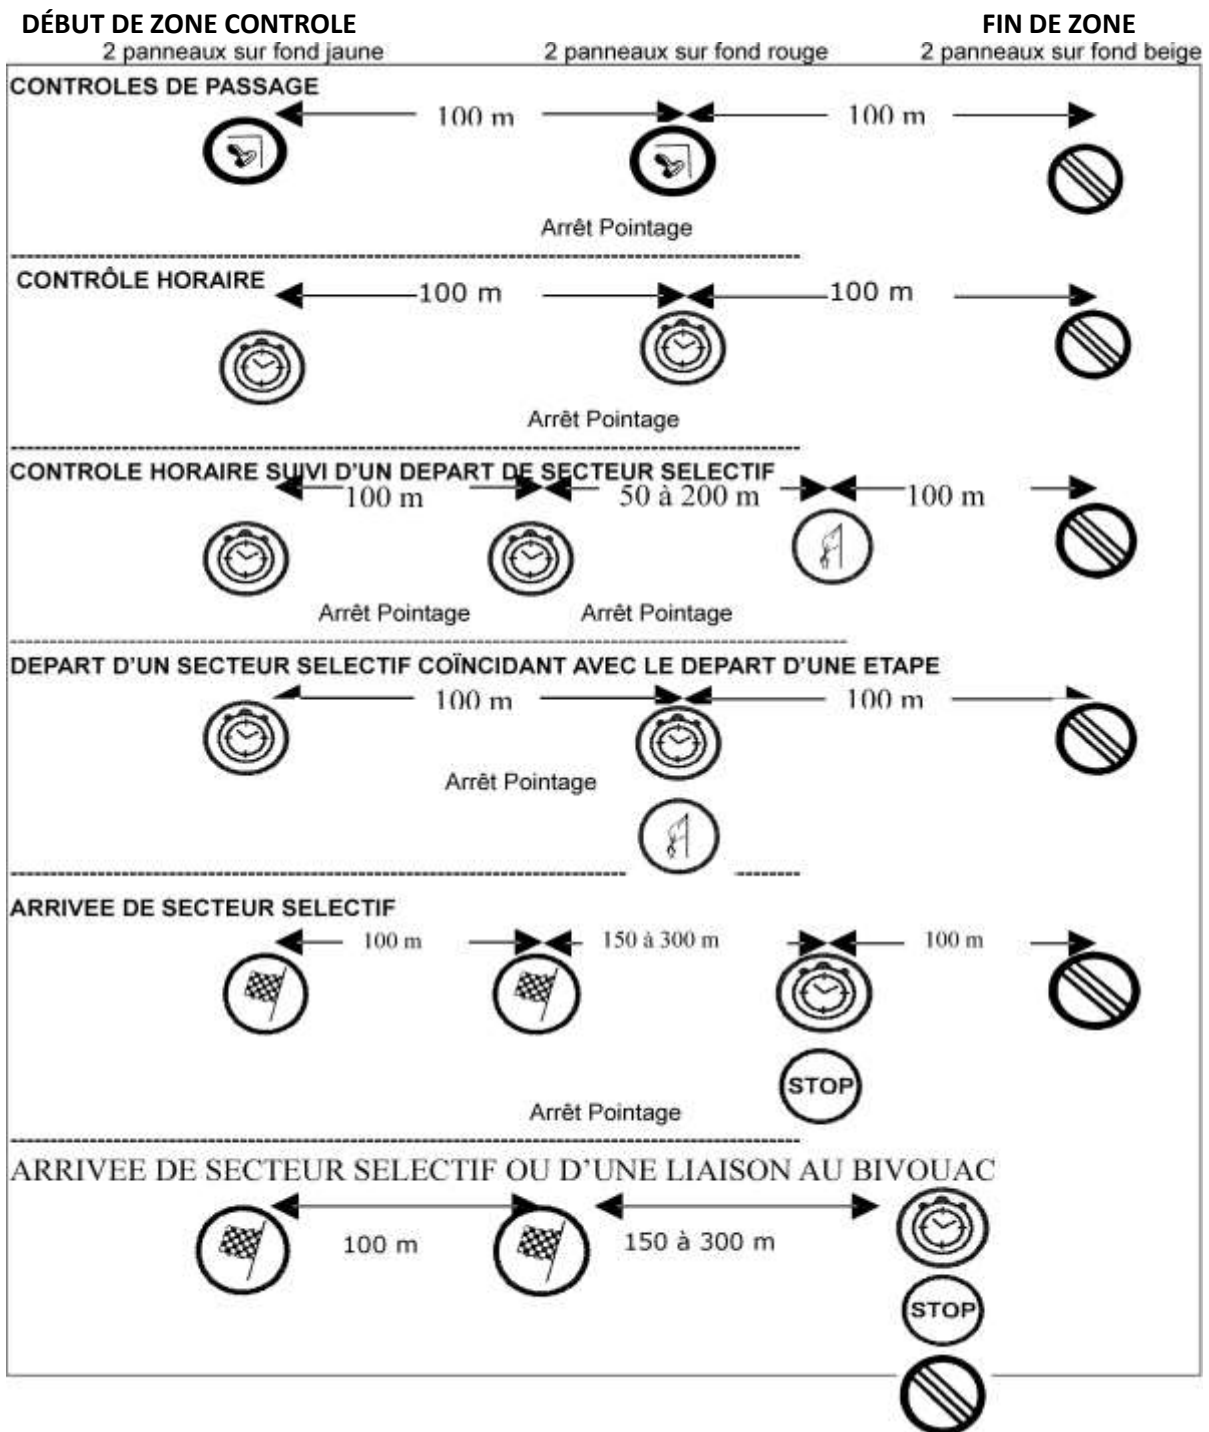 DÉBUT DE ZONE CONTROLE FIN DE ZONE
2 panneaux sur fond jaune 2 panneaux sur fond rouge 2 panneaux sur fond beige
CONTROLES DE PASSAGE
100 m 100 m
Arrêt Pointage
CONTRÔLE HORAIRE
100 m 100 m
Arrêt Pointage
CONTROLE HORAIRE SUIVI D'UN DEPART DE SECTEUR SELECTIF
100 m 50 à 200 m 100 m
Arrêt Pointage Arrêt Pointage
DEPART D'UN SECTEUR SELECTIF COÏNCIDANT AVEC LE DEPART D'UNE ETAPE
100 m 100 m
Arrêt Pointage
ARRIVEE DE SECTEUR SELECTIF
100 m 150 à 300 m 100 m
STOP
Arrêt Pointage
ARRIVEE DE SECTEUR SELECTIF OU D'UNE LIAISON AU BIVOUAC
100 m 150 à 300 m
STOP